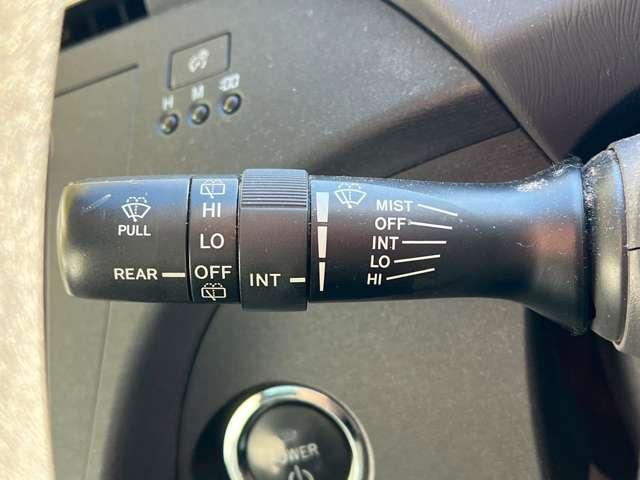 H M
PULL
REAR
HI
LO
OFF
INT
MIST
OFF
INT
LO
HI
POWER